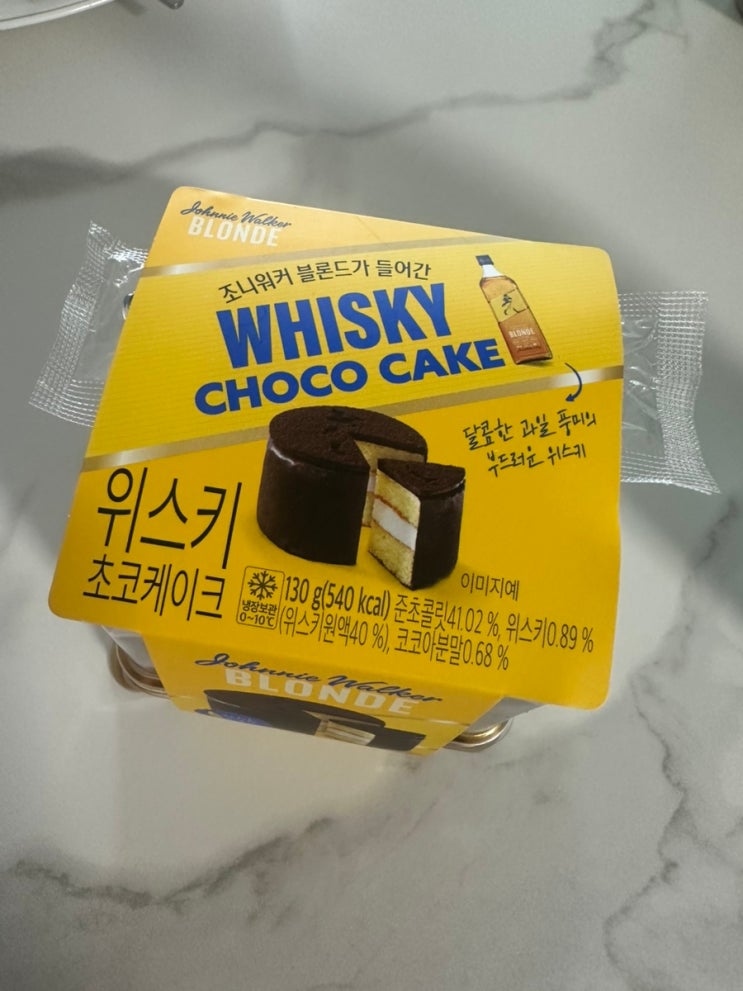 Johnnie Walker
BLONDE
조니워커 블론드가 들어간
WHISKY
CHOCO CAKE
BLONDE
달콤한 과일 풍미의
부드러운 위스키
위스키
초코케이크
이미지예
냉장보관
0~10℃
130 g(540 kcal) 준초콜릿41.02 %, 위스키0.89 %
(위스키원액40 %), 코코아분말0.68 %
Johnnie Walker
BLONDE